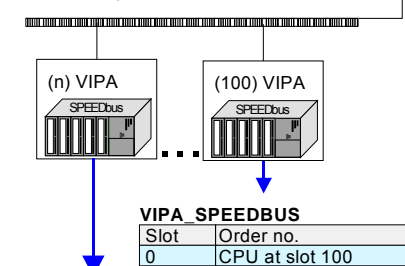 (n) VIPA
(100) VIPA
SPEEDbus
SPEEDbus
VIPA_SPEEDBUS
Slot Order no.
0 CPU at slot 100